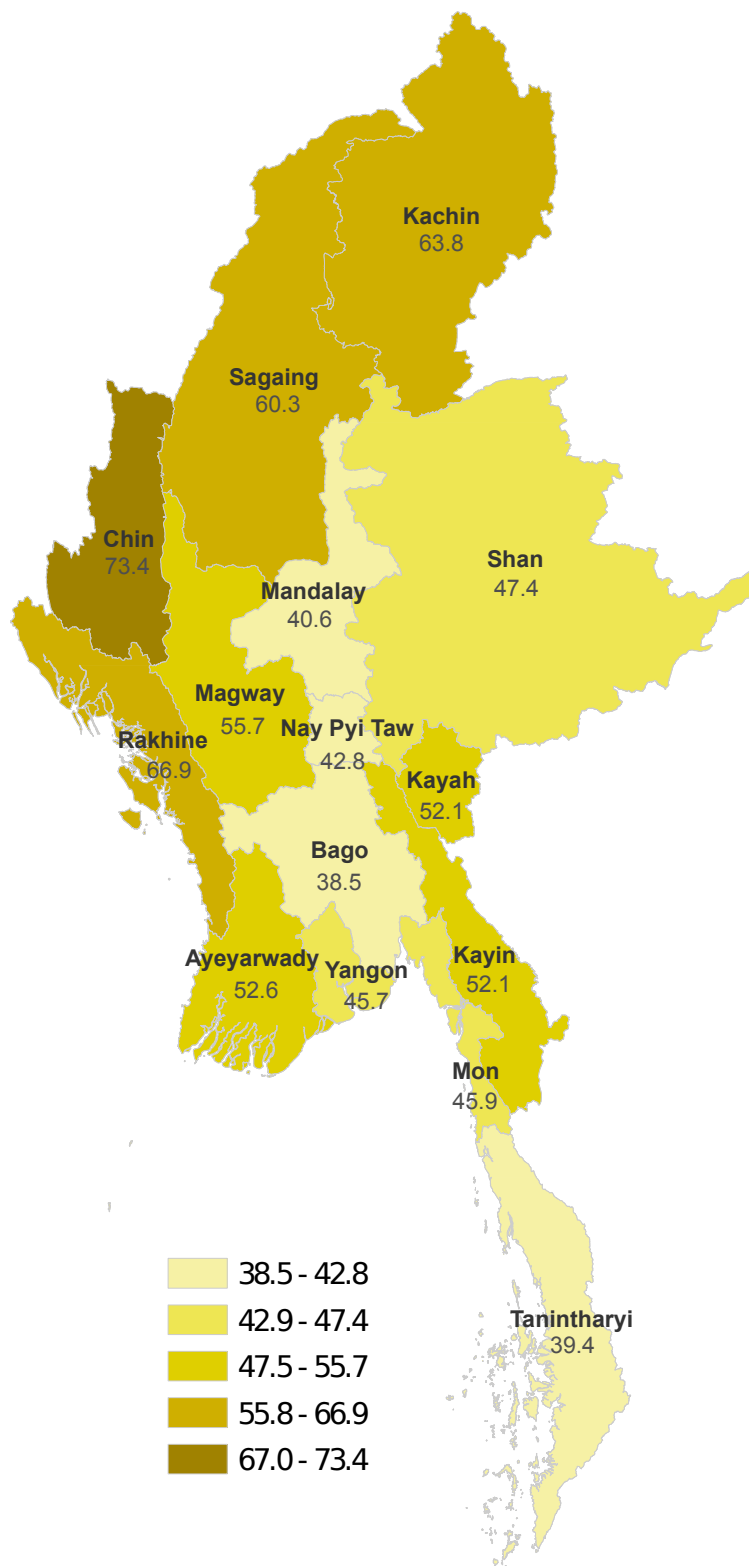 Kachin
63.8
Sagaing
60.3
Chin
73.4
Shan
47.4
Mandalay
40.6
Magway
55.7
Nay Pyi Taw
42.8
Rakhine
66.9
Kayah
52.1
Bago
38.5
Ayeyarwady
52.6
Yangon
45.7
Kayin
52.1
Mon
45.9
Tanintharyi
39.4
38.5 - 42.8
42.9 - 47.4
47.5 - 55.7
55.8 - 66.9
67.0 - 73.4